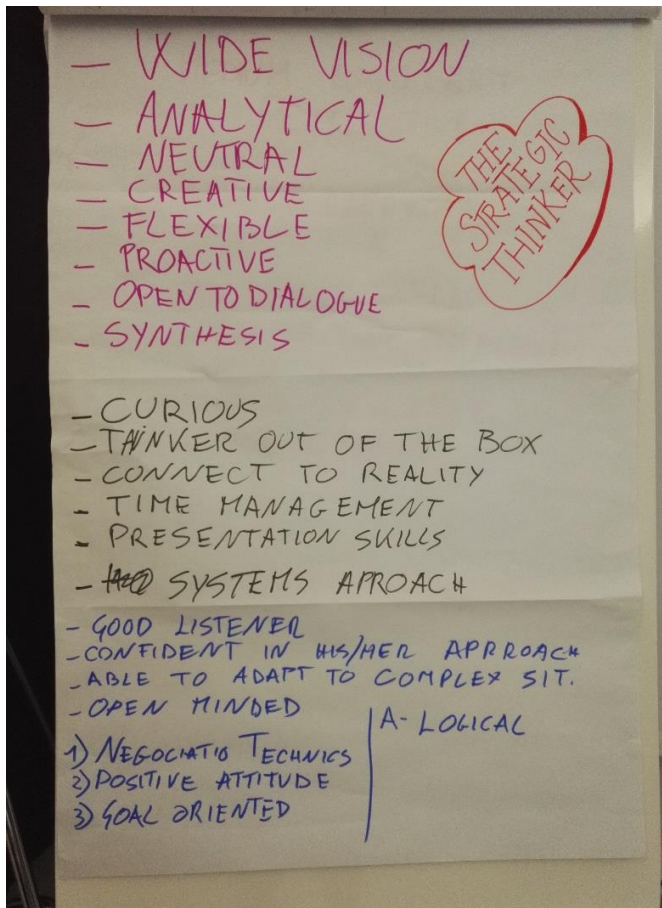 - WIDE VISION
- ANALYTICAL
- NEUTRAL
- CREATIVE
- FLEXIBLE
- PROACTIVE
- OPEN TO DIALOGUE
- SYNTHESIS
THE
STRATEGIC
THINKER
- CURIOUS
- THINKER OUT OF THE BOX
- CONNECT TO REALITY
- TIME MANAGEMENT
- PRESENTATION SKILLS
- SYSTEMS APROACH
- GOOD LISTENER
- CONFIDENT IN HIS/HER APPROACH
- ABLE TO ADAPT TO COMPLEX SIT.
- OPEN MINDED
1) NEGOCIATIO TECHNICS
2) POSITIVE ATTITUDE
3) GOAL ORIENTED
A- LOGICAL